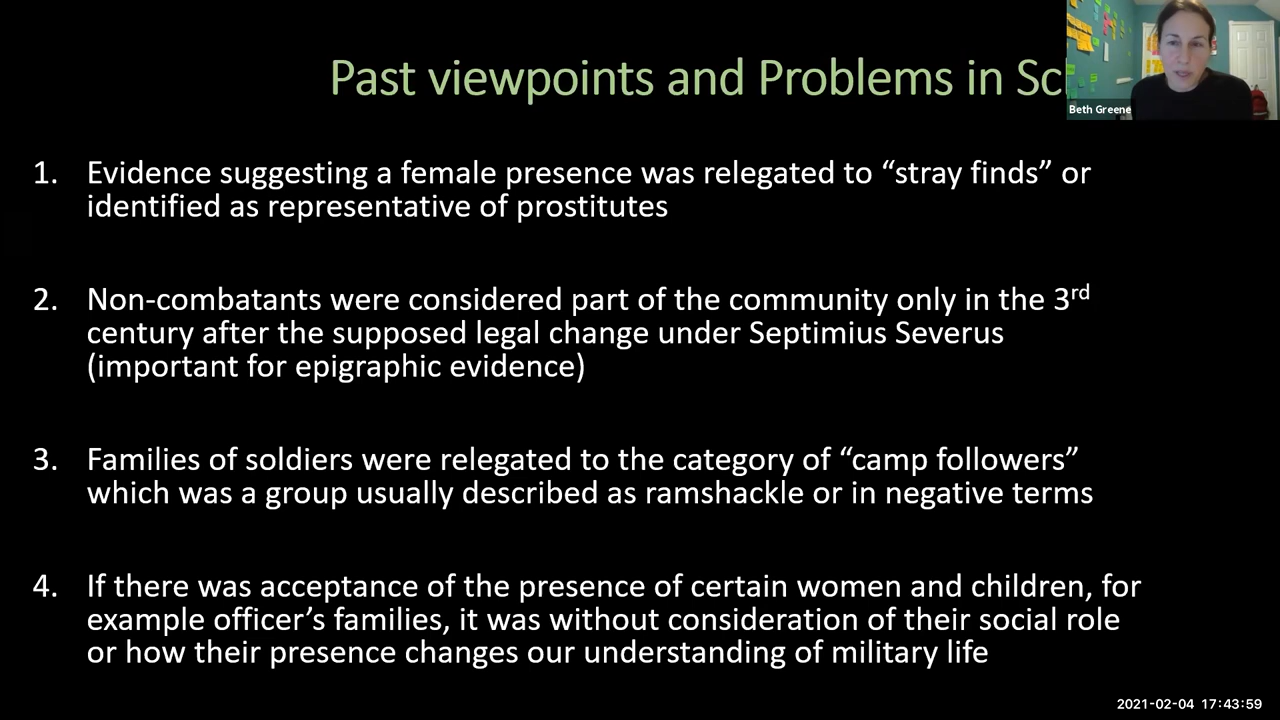 Past viewpoints and Problems in Sc
Beth Greene
1. Evidence suggesting a female presence was relegated to “stray finds” or
identified as representative of prostitutes
2. Non-combatants were considered part of the community only in the 3rd
century after the supposed legal change under Septimius Severus
(important for epigraphic evidence)
3. Families of soldiers were relegated to the category of “camp followers”
which was a group usually described as ramshackle or in negative terms
4. If there was acceptance of the presence of certain women and children, for
example officer’s families, it was without consideration of their social role
or how their presence changes our understanding of military life
2021-02-04 17:43:59